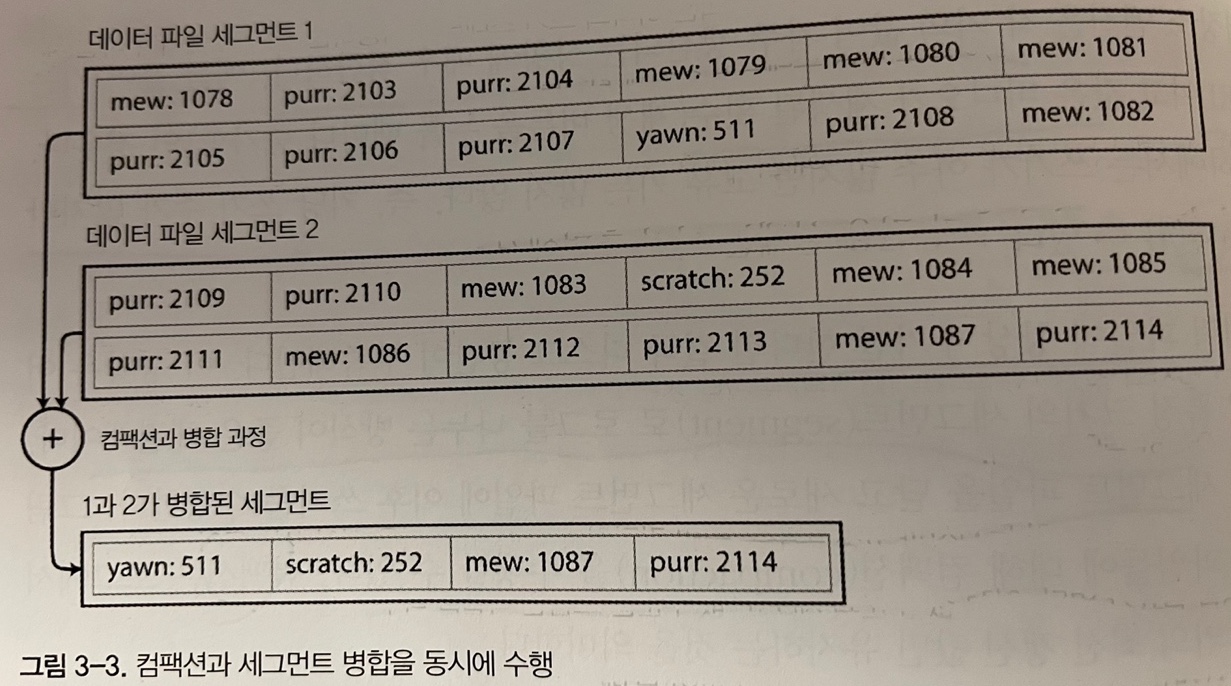 데이터 파일 세그먼트 1
mew: 1078 purr: 2103 purr: 2104 mew: 1079 mew: 1080 mew: 1081
purr: 2105 purr: 2106 purr: 2107 yawn: 511 purr: 2108 mew: 1082
데이터 파일 세그먼트 2
purr: 2109 purr: 2110 mew: 1083 scratch: 252 mew: 1084 mew: 1085
purr: 2111 mew: 1086 purr: 2112 purr: 2113 mew: 1087 purr: 2114
+ 컴팩션과 병합 과정
1과 2가 병합된 세그먼트
yawn: 511 scratch: 252 mew: 1087 purr: 2114
그림 3-3. 컴팩션과 세그먼트 병합을 동시에 수행